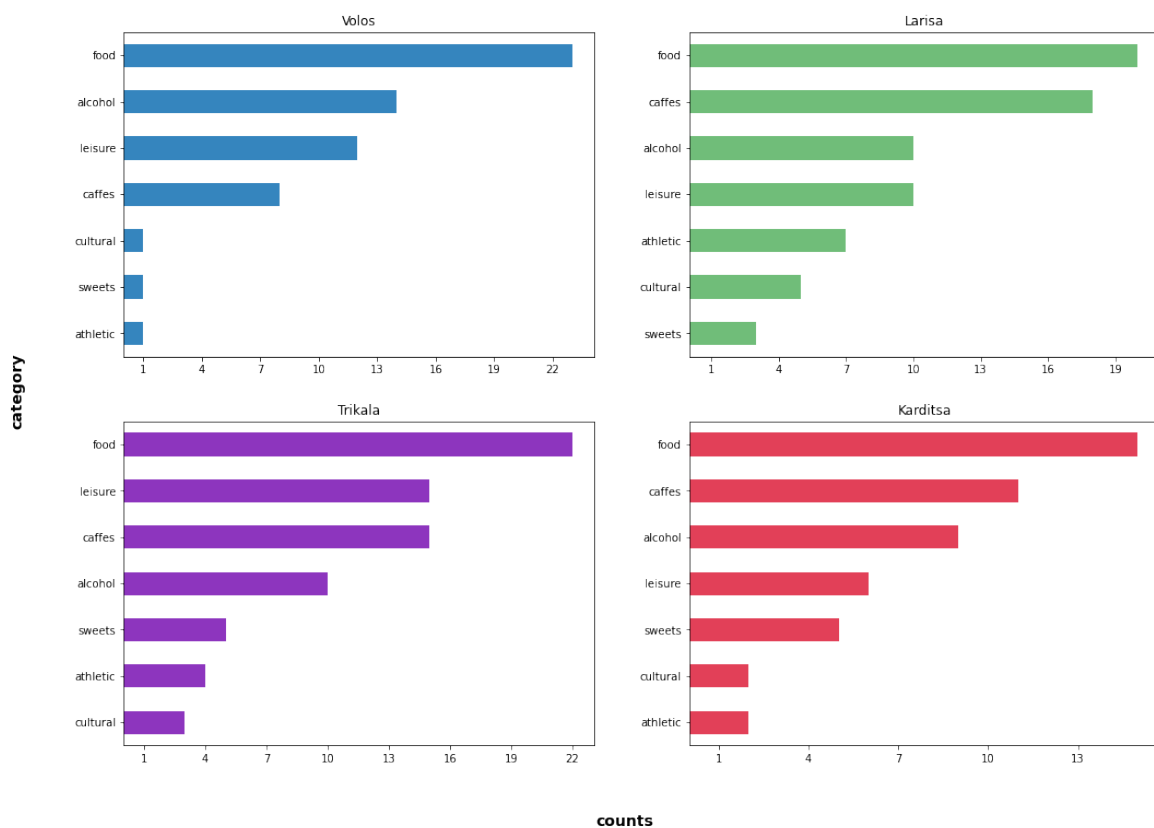 Volos
food
alcohol
leisure
caffes
cultural
sweets
athletic
1 4 7 10 13 16 19 22
Larisa
food
caffes
alcohol
leisure
athletic
cultural
sweets
1 4 7 10 13 16 19
category
Trikala
food
leisure
caffes
alcohol
sweets
athletic
cultural
1 4 7 10 13 16 19 22
Karditsa
food
caffes
alcohol
leisure
sweets
cultural
athletic
1 4 7 10 13
counts